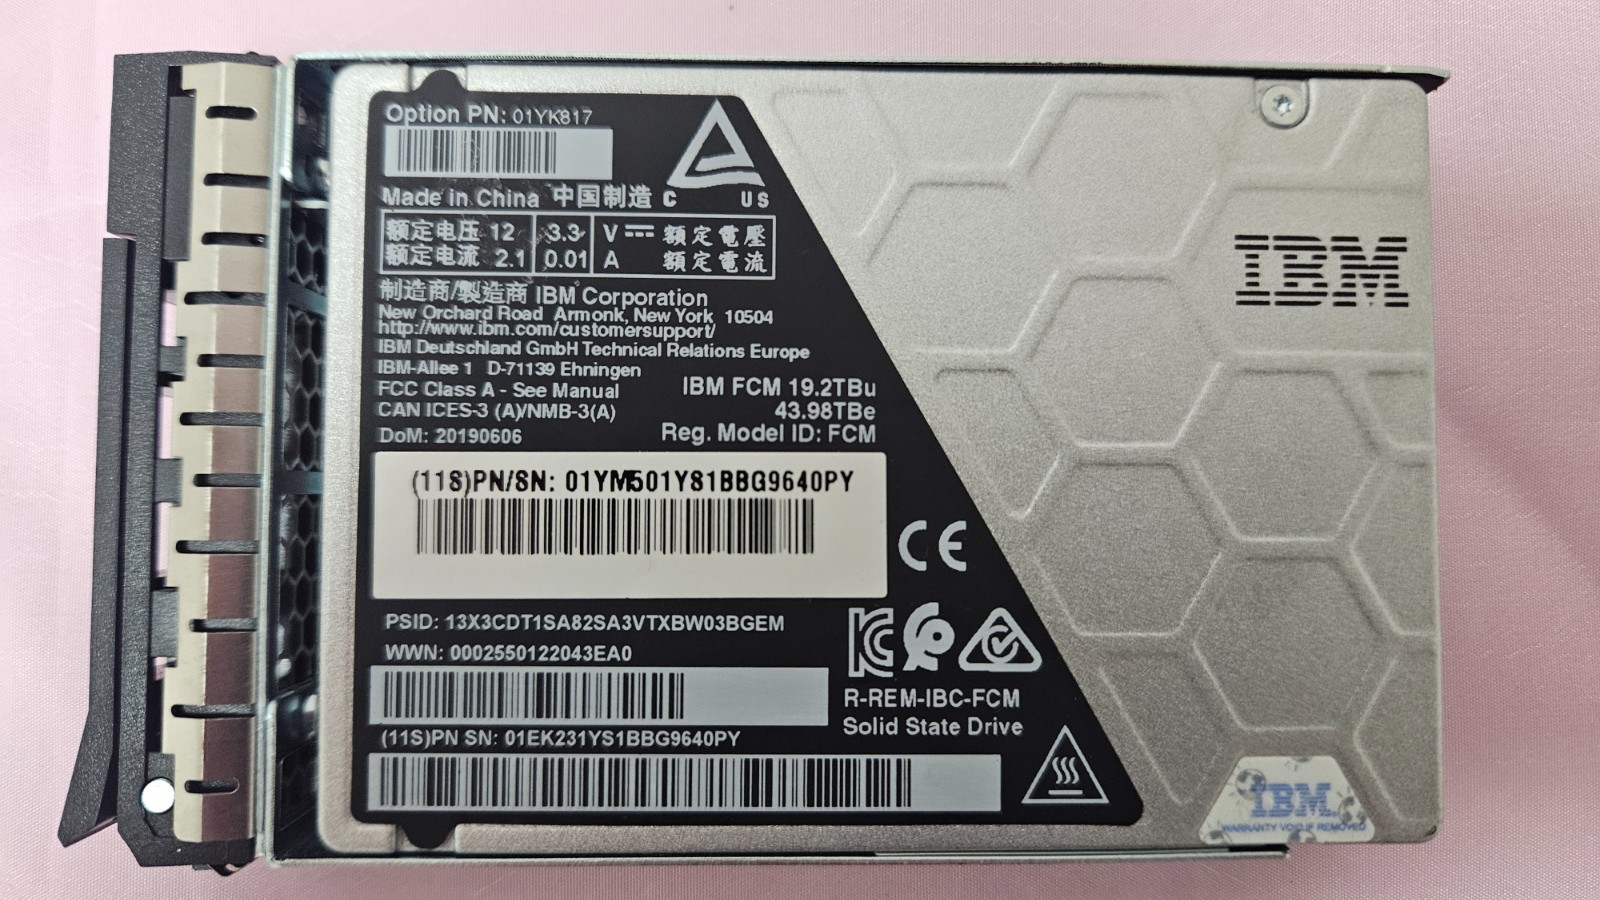 Option PN: 01YK817
Made in China 中国制造
C US
额定电压 12 3.3 V 額定電壓
额定电流 2.1 0.01 A 額定電流
制造商/製造商 IBM Corporation
New Orchard Road Armonk, New York 10504
http://www.ibm.com/customersupport/
IBM Deutschland GmbH Technical Relations Europe
IBM-Allee 1 D-71139 Ehningen
FCC Class A - See Manual
CAN ICES-3 (A)/NMB-3(A)
DoM: 20190606
IBM FCM 19.2TBu
43.98TBe
Reg. Model ID: FCM
(11S)PN/SN: 01YM501YS1BBG9640PY
CE
PSID: 13X3CDT1SA82SA3VTXBW03BGEM
WWN: 0002550122043EA0
R-REM-IBC-FCM
Solid State Drive
(11S)PN SN: 01EK231YS1BBG9640PY
IBM
IBM
WARRANTY VOID IF REMOVED